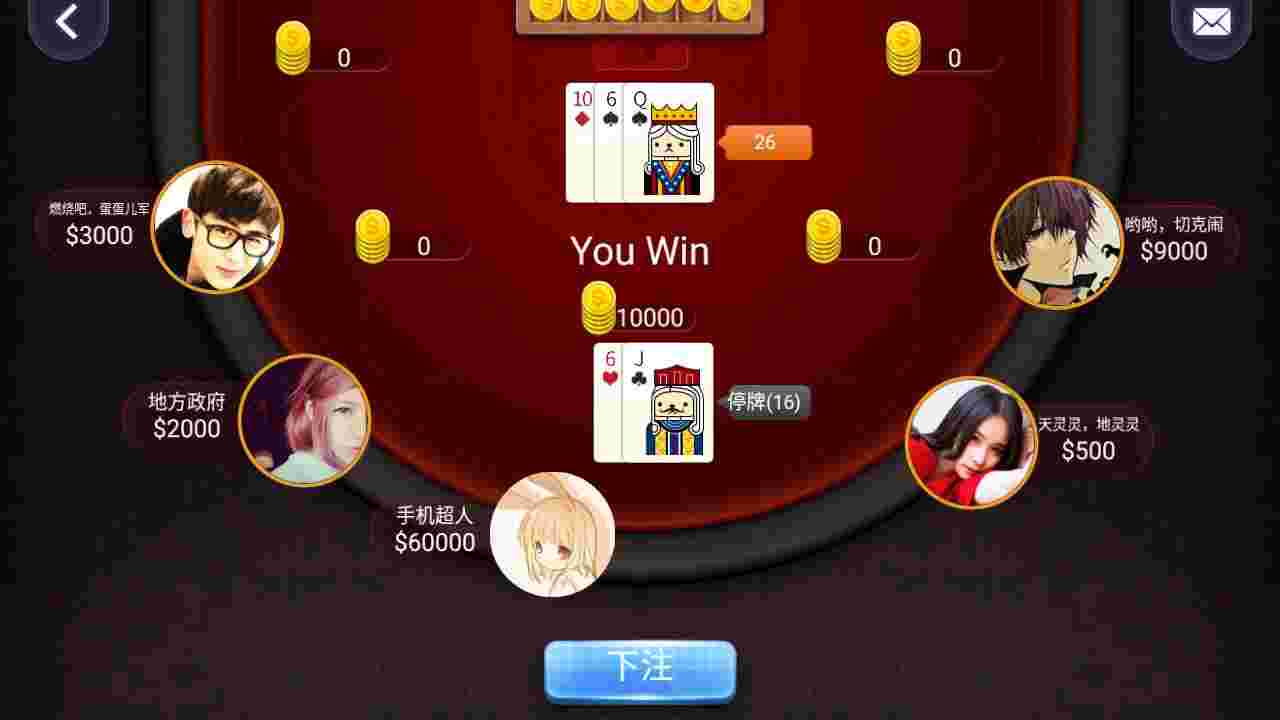 0
0
10
6
Q
26
燃烧吧，蛋蛋儿军
$3000
0
You Win
0
哟哟，切克闹
$9000
10000
6
J
停牌(16)
地方政府
$2000
天灵灵，地灵灵
$500
手机超人
$60000
下注